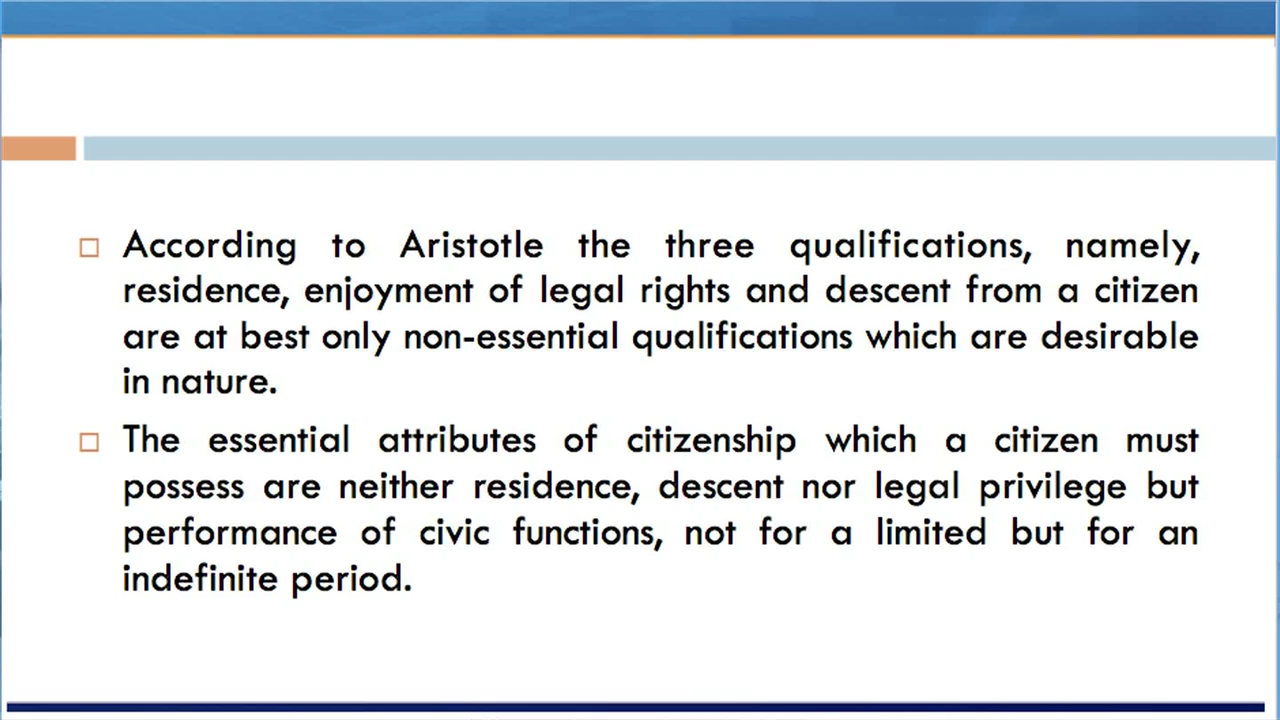 According to Aristotle the three qualifications, namely,
residence, enjoyment of legal rights and descent from a citizen
are at best only non-essential qualifications which are desirable
in nature.
The essential attributes of citizenship which a citizen must
possess are neither residence, descent nor legal privilege but
performance of civic functions, not for a limited but for an
indefinite period.